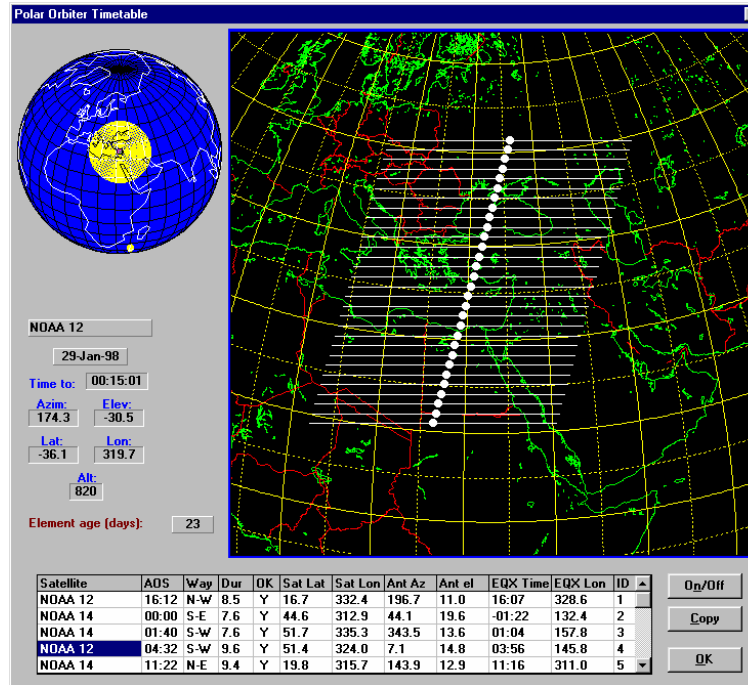 Polar Orbiter Timetable
NOAA 12
29-Jan-98
Time to: 00:15:01
Azim: Elev:
174.3 -30.5
Lat: Lon:
-36.1 319.7
Alt:
820
Element age (days): 23
Satellite AOS Way Dur OK Sat Lat Sat Lon Ant Az Ant el EQX Time EQX Lon ID
NOAA 12 16:12 N-W 8.5 Y 16.7 332.4 196.7 11.0 16:07 328.6 1
NOAA 14 00:00 S-E 7.6 Y 44.6 312.9 44.1 19.6 -01:22 132.4 2
NOAA 14 01:40 S-W 7.6 Y 51.7 335.3 343.5 13.6 01:04 157.8 3
NOAA 12 04:32 S-W 9.6 Y 51.4 324.0 7.1 14.8 03:56 145.8 4
NOAA 14 11:22 N-E 9.4 Y 19.8 315.7 143.9 12.9 11:16 311.0 5
On/Off
Copy
OK